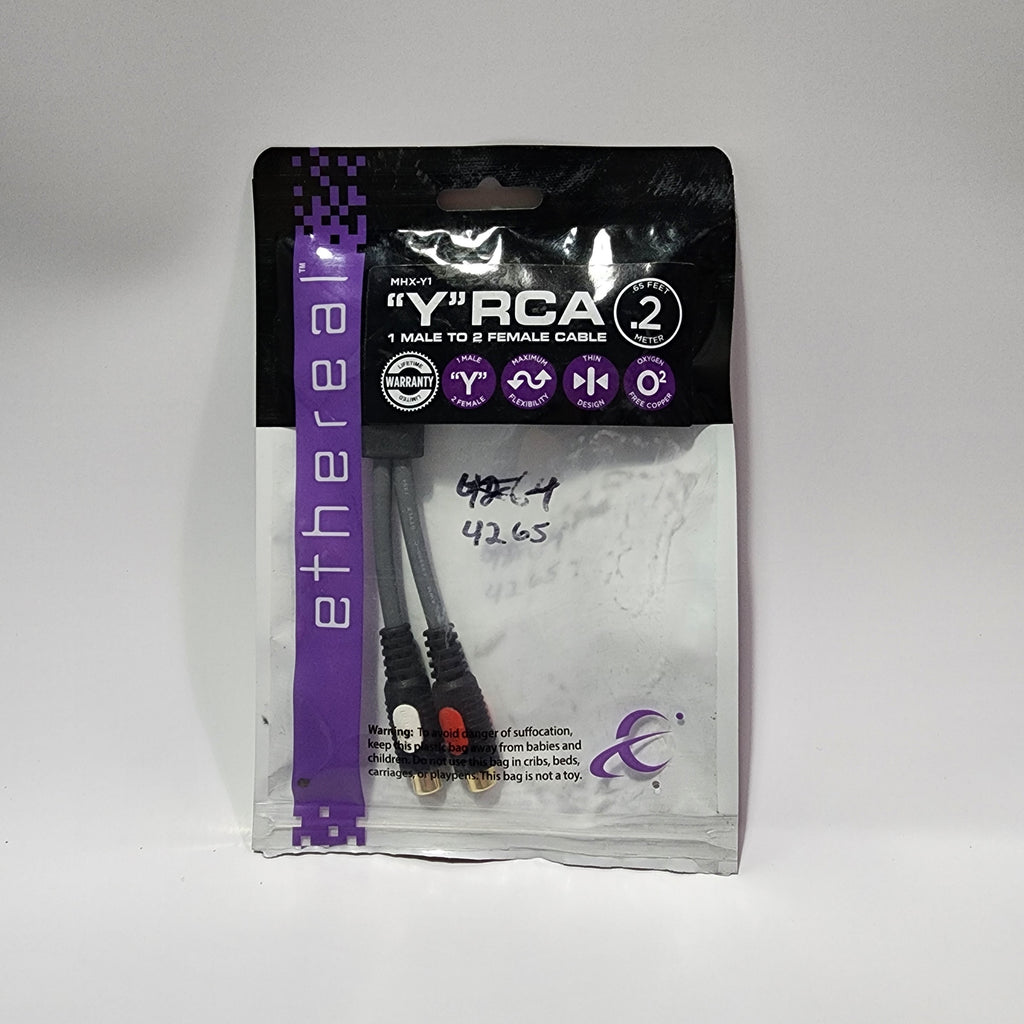 ethereal™
MHX-Y1
“Y” RCA
1 MALE TO 2 FEMALE CABLE
.65 FEET
.2
METER
LIFETIME
WARRANTY
LIMITED
1 MALE
“Y”
2 FEMALE
MAXIMUM
FLEXIBILITY
THIN
DESIGN
OXYGEN
O²
FREE COPPER
4265
Warning: To avoid danger of suffocation,
keep this plastic bag away from babies and
children. Do not use this bag in cribs, beds,
carriages, or playpens. This bag is not a toy.